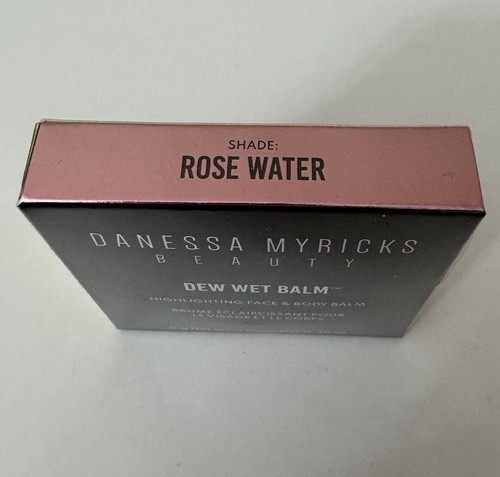 SHADE:
ROSE WATER
DANESSA MYRICKS
BEAUTY
DEW WET BALM™
HIGHLIGHTING FACE & BODY BALM
BAUME ÉCLAIRCISSANT POUR
LE VISAGE ET LE CORPS